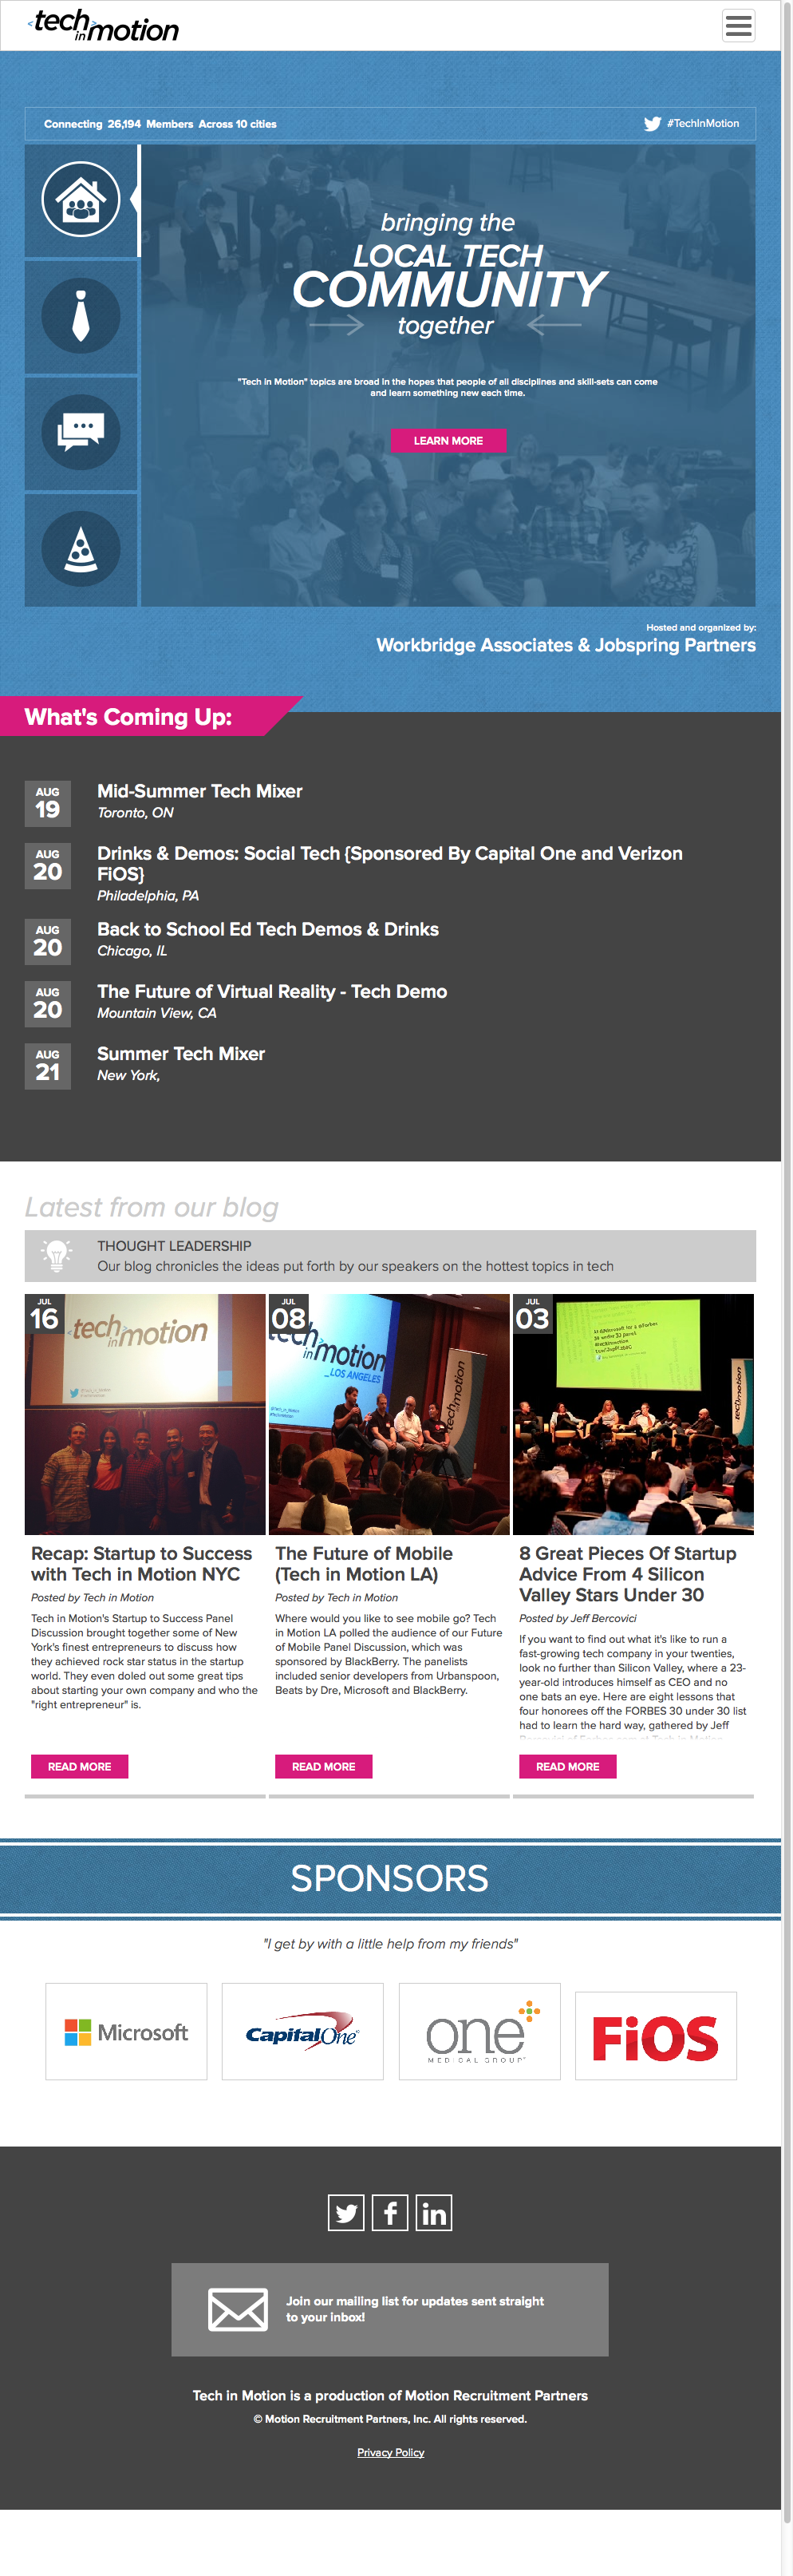 <tech>
in motion
Connecting 26,194 Members Across 10 cities
#TechInMotion
bringing the
LOCAL TECH
COMMUNITY
together
"Tech in Motion" topics are broad in the hopes that people of all disciplines and skill-sets can come
and learn something new each time.
LEARN MORE
Hosted and organized by:
Workbridge Associates & Jobspring Partners
What's Coming Up:
AUG
19
Mid-Summer Tech Mixer
Toronto, ON
AUG
20
Drinks & Demos: Social Tech {Sponsored By Capital One and Verizon
FiOS}
Philadelphia, PA
AUG
20
Back to School Ed Tech Demos & Drinks
Chicago, IL
AUG
20
The Future of Virtual Reality - Tech Demo
Mountain View, CA
AUG
21
Summer Tech Mixer
New York,
Latest from our blog
THOUGHT LEADERSHIP
Our blog chronicles the ideas put forth by our speakers on the hottest topics in tech
JUL
16
<tech
in motion
JUL
08
tech
in motion
_LOS ANGELES
tech in motion
JUL
03
tech in motion
Recap: Startup to Success
with Tech in Motion NYC
Posted by Tech in Motion
Tech in Motion's Startup to Success Panel
Discussion brought together some of New
York's finest entrepreneurs to discuss how
they achieved rock star status in the startup
world. They even doled out some great tips
about starting your own company and who the
"right entrepreneur" is.
READ MORE
The Future of Mobile
(Tech in Motion LA)
Posted by Tech in Motion
Where would you like to see mobile go? Tech
in Motion LA polled the audience of our Future
of Mobile Panel Discussion, which was
sponsored by BlackBerry. The panelists
included senior developers from Urbanspoon,
Beats by Dre, Microsoft and BlackBerry.
READ MORE
8 Great Pieces Of Startup
Advice From 4 Silicon
Valley Stars Under 30
Posted by Jeff Bercovici
If you want to find out what it's like to run a
fast-growing tech company in your twenties,
look no further than Silicon Valley, where a 23-
year-old introduces himself as CEO and no
one bats an eye. Here are eight lessons that
four honorees off the FORBES 30 under 30 list
had to learn the hard way, gathered by Jeff
READ MORE
SPONSORS
"I get by with a little help from my friends"
Microsoft
Capital One
one
MEDICAL GROUP
FiOS
Join our mailing list for updates sent straight
to your inbox!
Tech in Motion is a production of Motion Recruitment Partners
© Motion Recruitment Partners, Inc. All rights reserved.
Privacy Policy